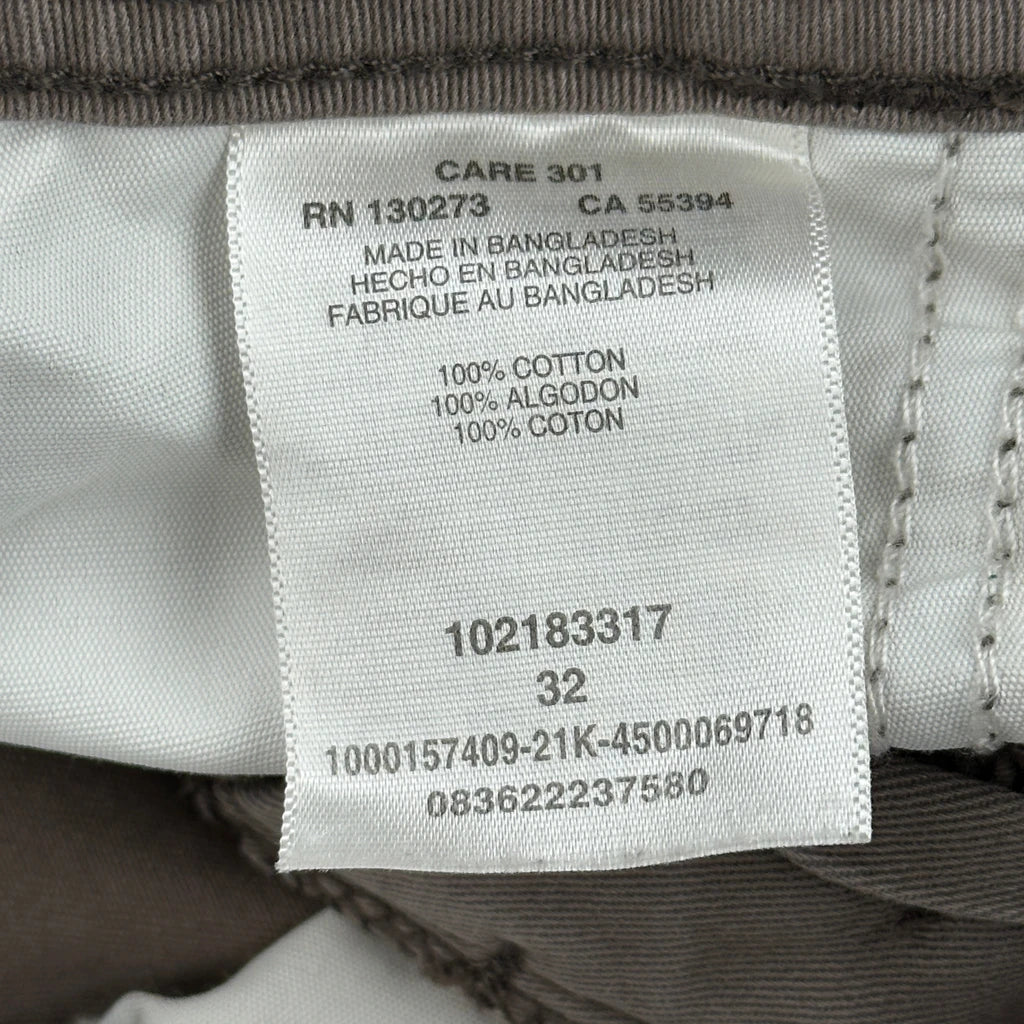 CARE 301
RN 130273 CA 55394
MADE IN BANGLADESH
HECHO EN BANGLADESH
FABRIQUE AU BANGLADESH
100% COTTON
100% ALGODON
100% COTON
102183317
32
1000157409-21K-4500069718
083622237580